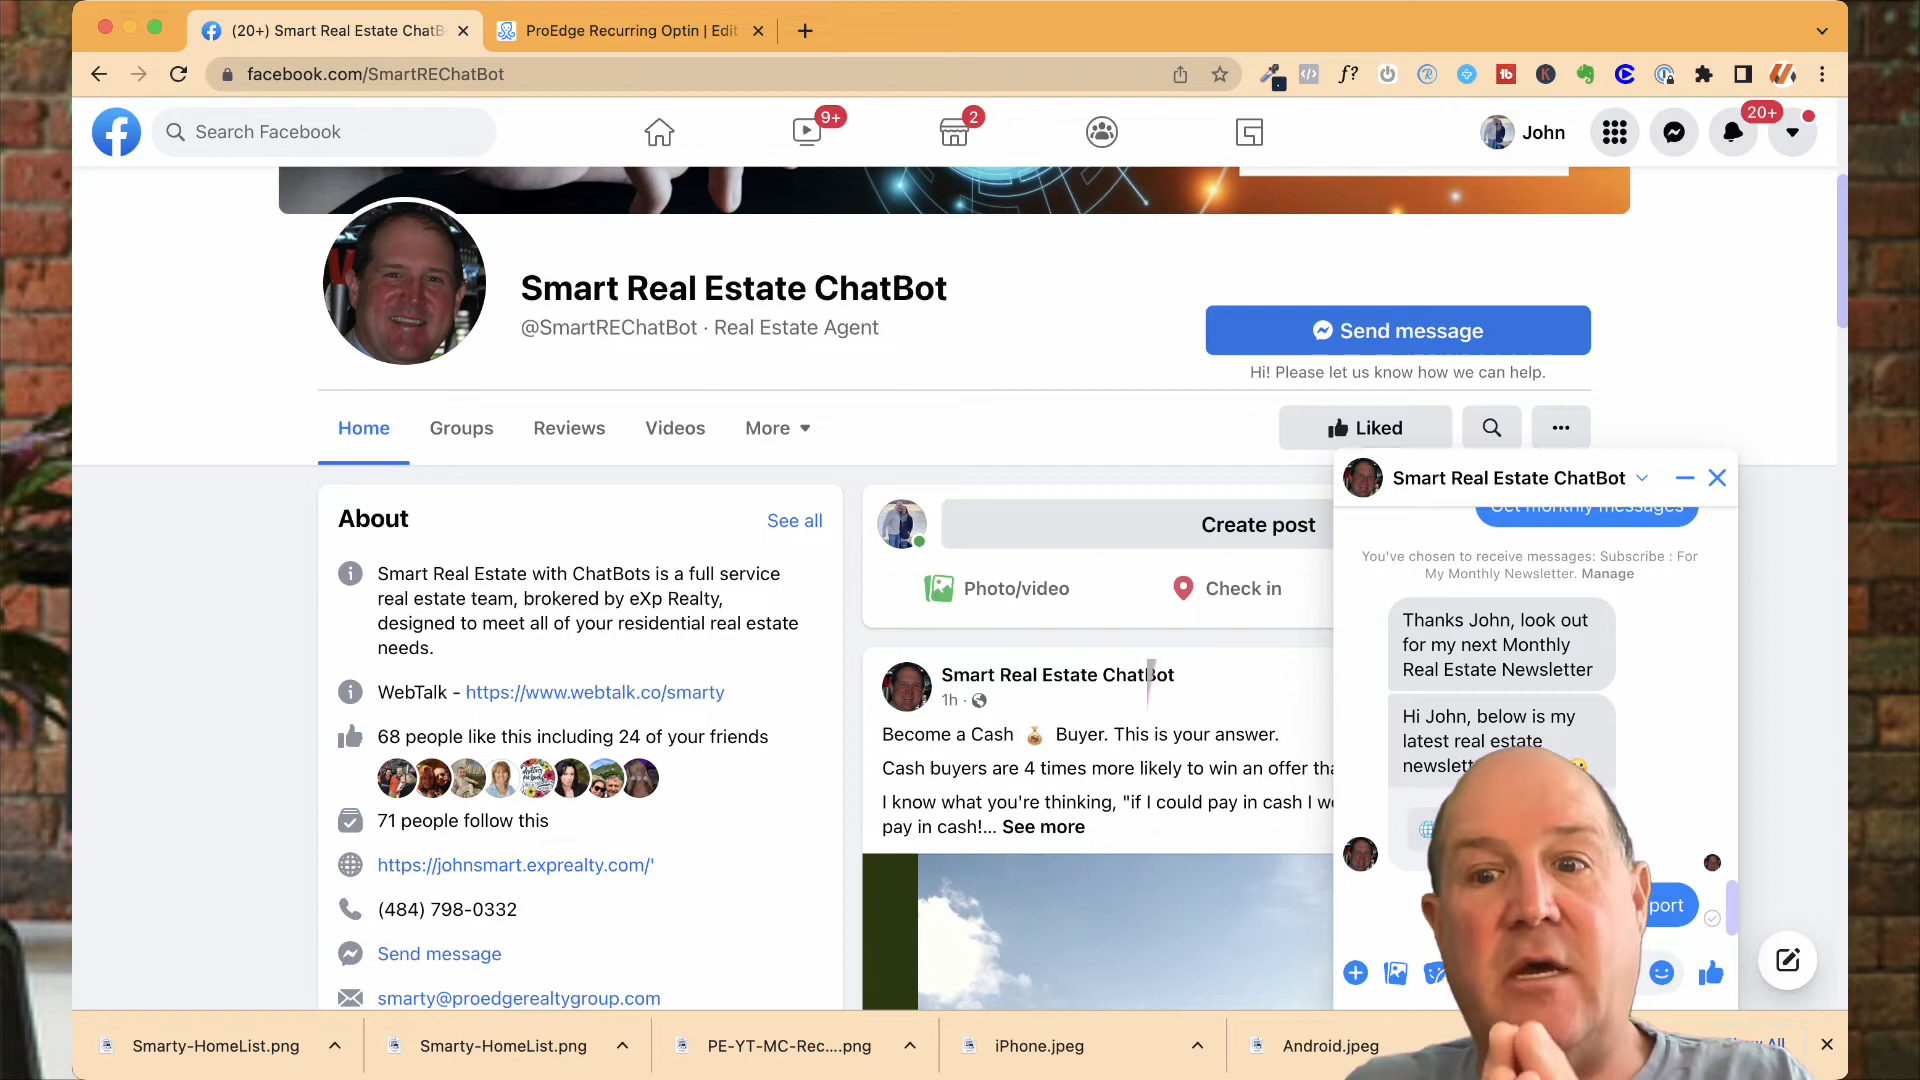 (20+) Smart Real Estate ChatB
ProEdge Recurring Optin | Edit
facebook.com/SmartREChatBot
f?
Search Facebook
9+
2
John
20+
Smart Real Estate ChatBot
@SmartREChatBot · Real Estate Agent
Send message
Hi! Please let us know how we can help.
Home
Groups
Reviews
Videos
More
Liked
About
See all
Smart Real Estate with ChatBots is a full service
real estate team, brokered by eXp Realty,
designed to meet all of your residential real estate
needs.
WebTalk - https://www.webtalk.co/smarty
68 people like this including 24 of your friends
71 people follow this
https://johnsmart.exprealty.com/'
(484) 798-0332
Send message
smarty@proedgerealtygroup.com
Create post
Photo/video
Check in
Smart Real Estate ChatBot
1h ·
Become a Cash 💰 Buyer. This is your answer.
Cash buyers are 4 times more likely to win an offer tha
I know what you're thinking, "if I could pay in cash I w
pay in cash!... See more
Smart Real Estate ChatBot
Get monthly messages
You've chosen to receive messages: Subscribe : For
My Monthly Newsletter. Manage
Thanks John, look out
for my next Monthly
Real Estate Newsletter
Hi John, below is my
latest real estate
newslett
port
Smarty-HomeList.png
Smarty-HomeList.png
PE-YT-MC-Rec....png
iPhone.jpeg
Android.jpeg
All